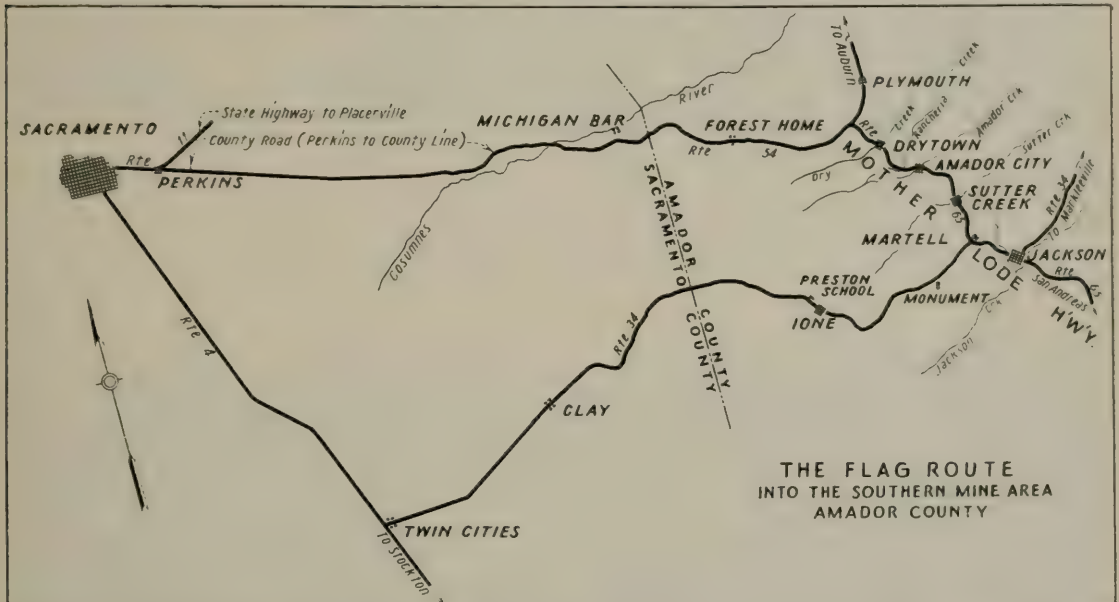 SACRAMENTO
Rte
PERKINS
11
State Highway to Placerville
County Road (Perkins to County Line)
MICHIGAN BAR
River
Cosumnes
AMADOR
SACRAMENTO
COUNTY
COUNTY
FOREST HOME
Rte 54
TO AUBURN
PLYMOUTH
Rte
Creek
Rancheria Creek
Amador Crk
Sutter Crk
Dry
DRYTOWN
AMADOR CITY
SUTTER
CREEK
65
MOTHER
LODE
H'W'Y.
MARTELL
Rte 34
To Markleeville
JACKSON
Rte 65
San Andreas
Jackson Crk
MONUMENT
PRESTON
SCHOOL
IONE
Rte 34
CLAY
Rte 4
TWIN CITIES
TO STOCKTON
THE FLAG ROUTE
INTO THE SOUTHERN MINE AREA
AMADOR COUNTY